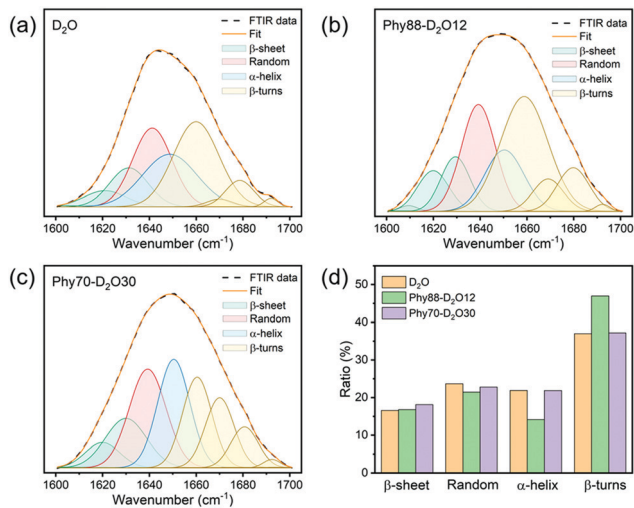 (a)
D₂O
FTIR data
Fit
β-sheet
Random
α-helix
β-turns
1600 1620 1640 1660 1680 1700
Wavenumber (cm⁻¹)
(b)
Phy88-D₂O12
FTIR data
Fit
β-sheet
Random
α-helix
β-turns
1600 1620 1640 1660 1680 1700
Wavenumber (cm⁻¹)
(c)
Phy70-D₂O30
FTIR data
Fit
β-sheet
Random
α-helix
β-turns
1600 1620 1640 1660 1680 1700
Wavenumber (cm⁻¹)
(d)
D₂O
Phy88-D₂O12
Phy70-D₂O30
Ratio (%)
50
40
30
20
10
0
β-sheet Random α-helix β-turns